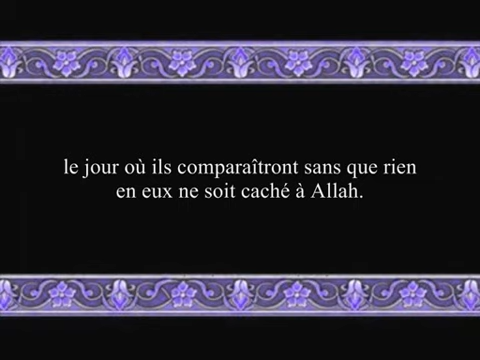 le jour où ils comparaîtront sans que rien
en eux ne soit caché à Allah.